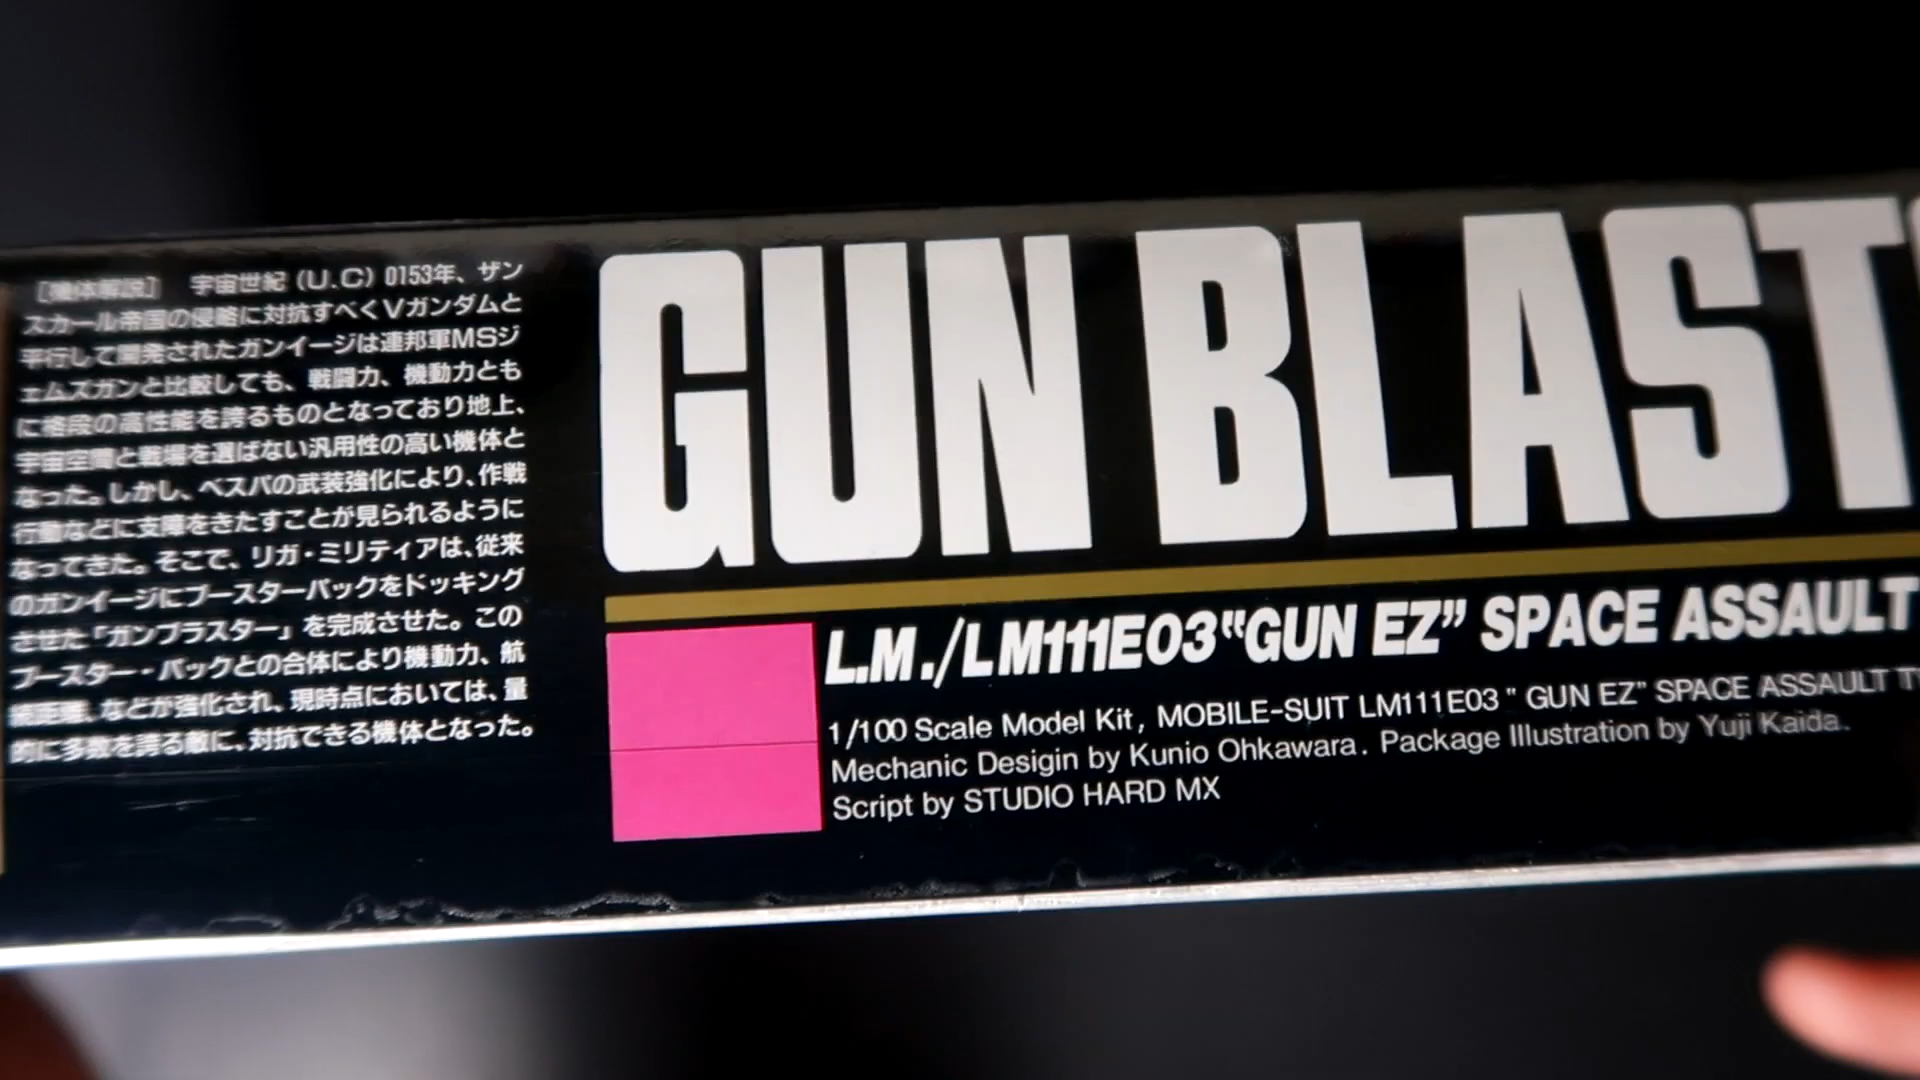 ［機体解説］ 宇宙世紀（U.C）0153年、ザン
スカール帝国の侵略に対抗すべくVガンダムと
平行して開発されたガンイージは連邦軍MSジ
ェムズガンと比較しても、戦闘力、機動力とも
に格段の高性能を誇るものとなっており地上、
宇宙空間と戦場を選ばない汎用性の高い機体と
なった。しかし、ベスパの武装強化により、作戦
行動などに支障をきたすことが見られるように
なってきた。そこで、リガ・ミリティアは、従来
のガンイージにブースターパックをドッキング
させた「ガンブラスター」を完成させた。この
ブースター・パックとの合体により機動力、航
続距離、などが強化され、現時点においては、量
的に多数を誇る敵に、対抗できる機体となった。
GUN BLAST
L.M./LM111E03“GUN EZ” SPACE ASSAULT
1/100 Scale Model Kit, MOBILE-SUIT LM111E03 " GUN EZ" SPACE ASSAULT
Mechanic Desigin by Kunio Ohkawara. Package Illustration by Yuji Kaida.
Script by STUDIO HARD MX